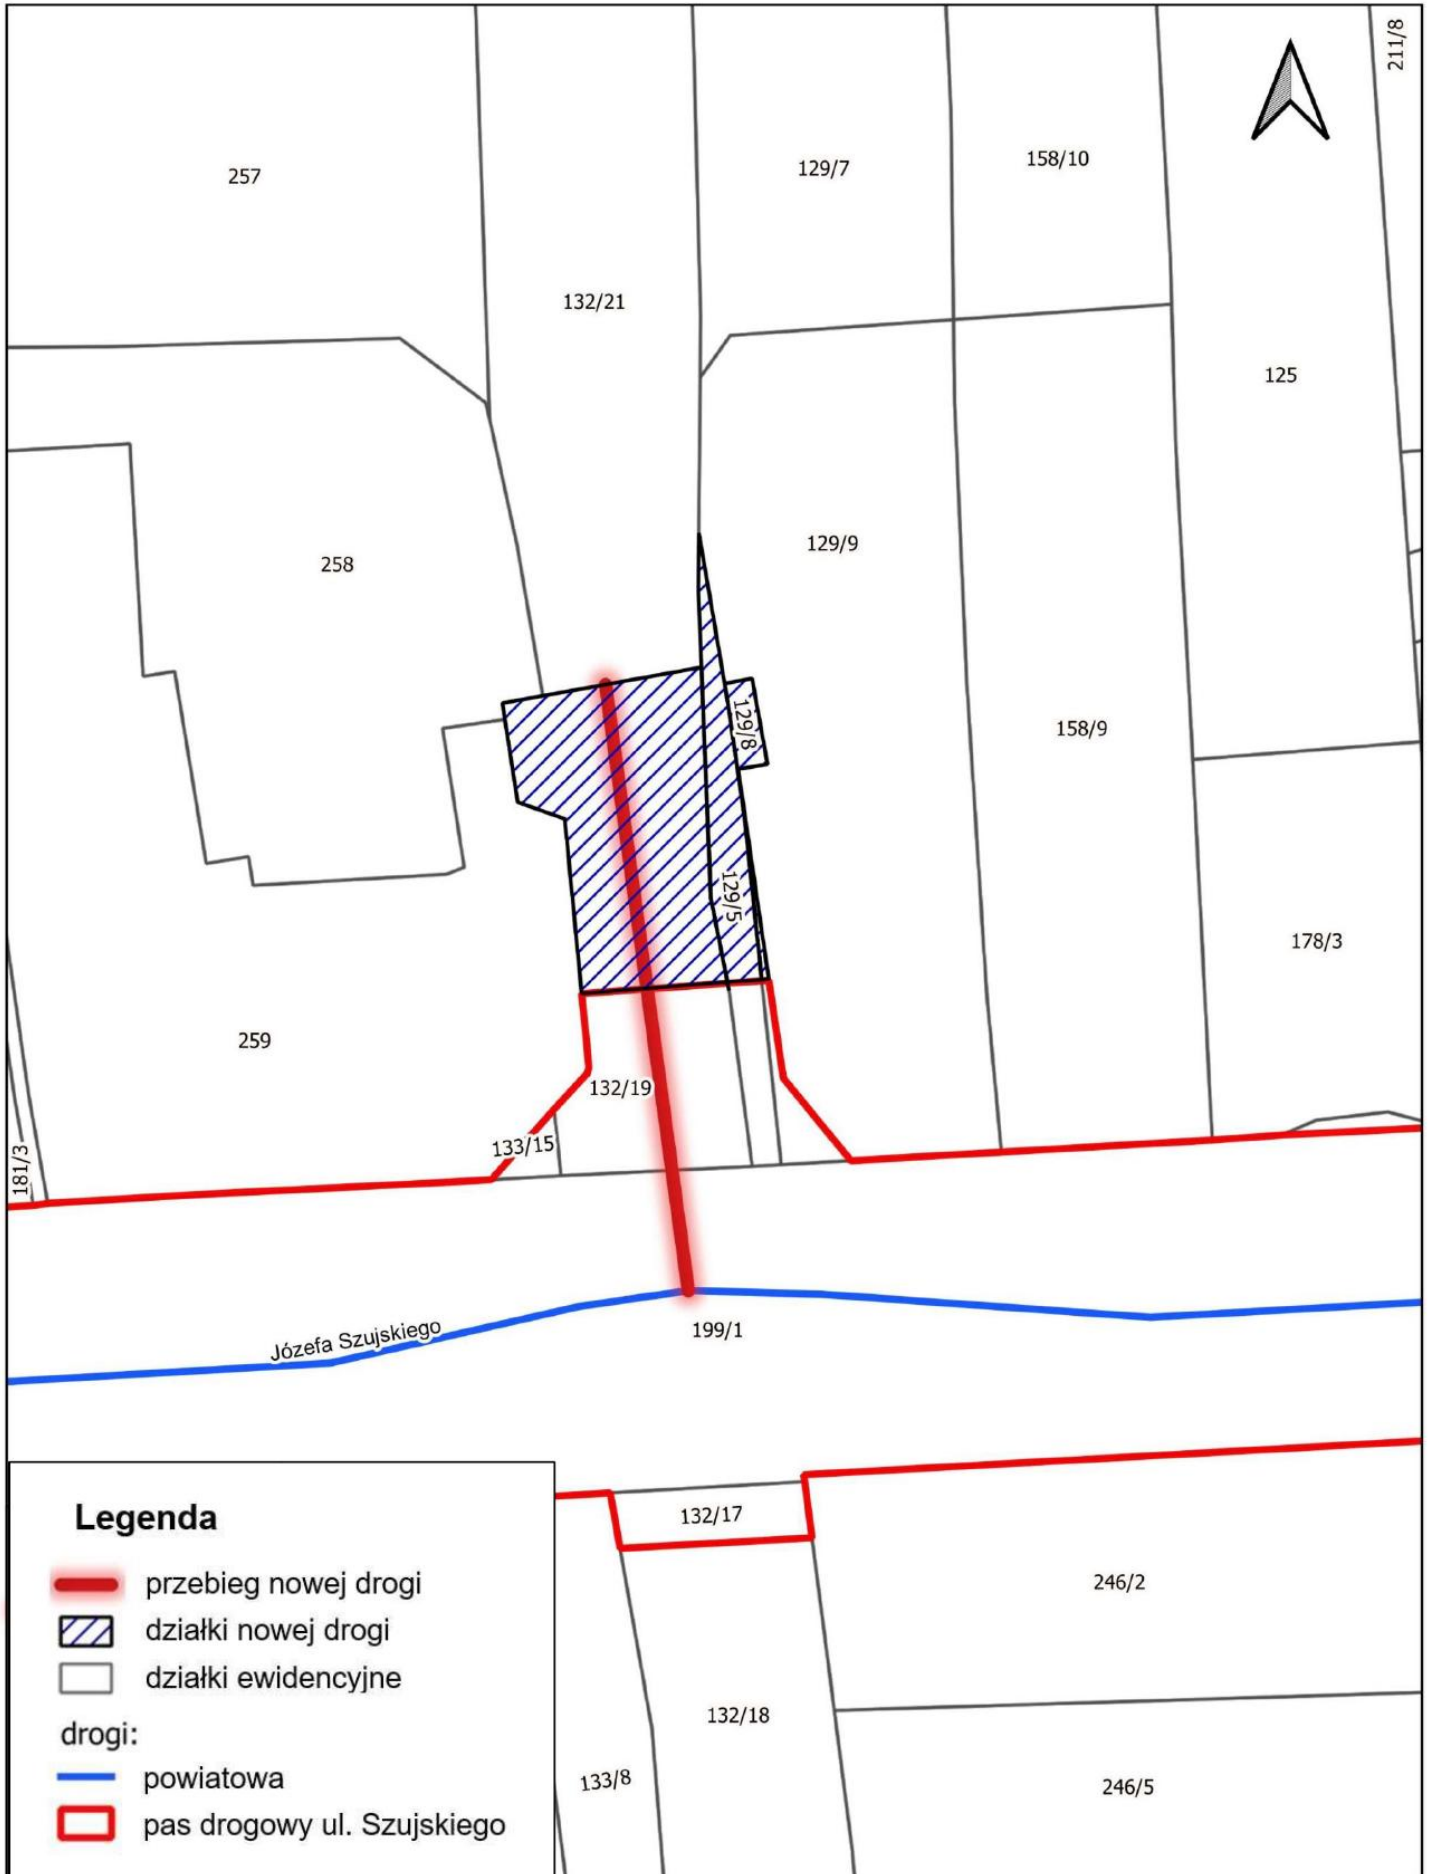 211/8
257
129/7
158/10
132/21
125
129/9
258
129/8
158/9
129/5
178/3
259
132/19
133/15
181/3
199/1
Józefa Szujskiego
132/17
246/2
132/18
133/8
246/5
Legenda
przebieg nowej drogi
działki nowej drogi
działki ewidencyjne
drogi:
powiatowa
pas drogowy ul. Szujskiego